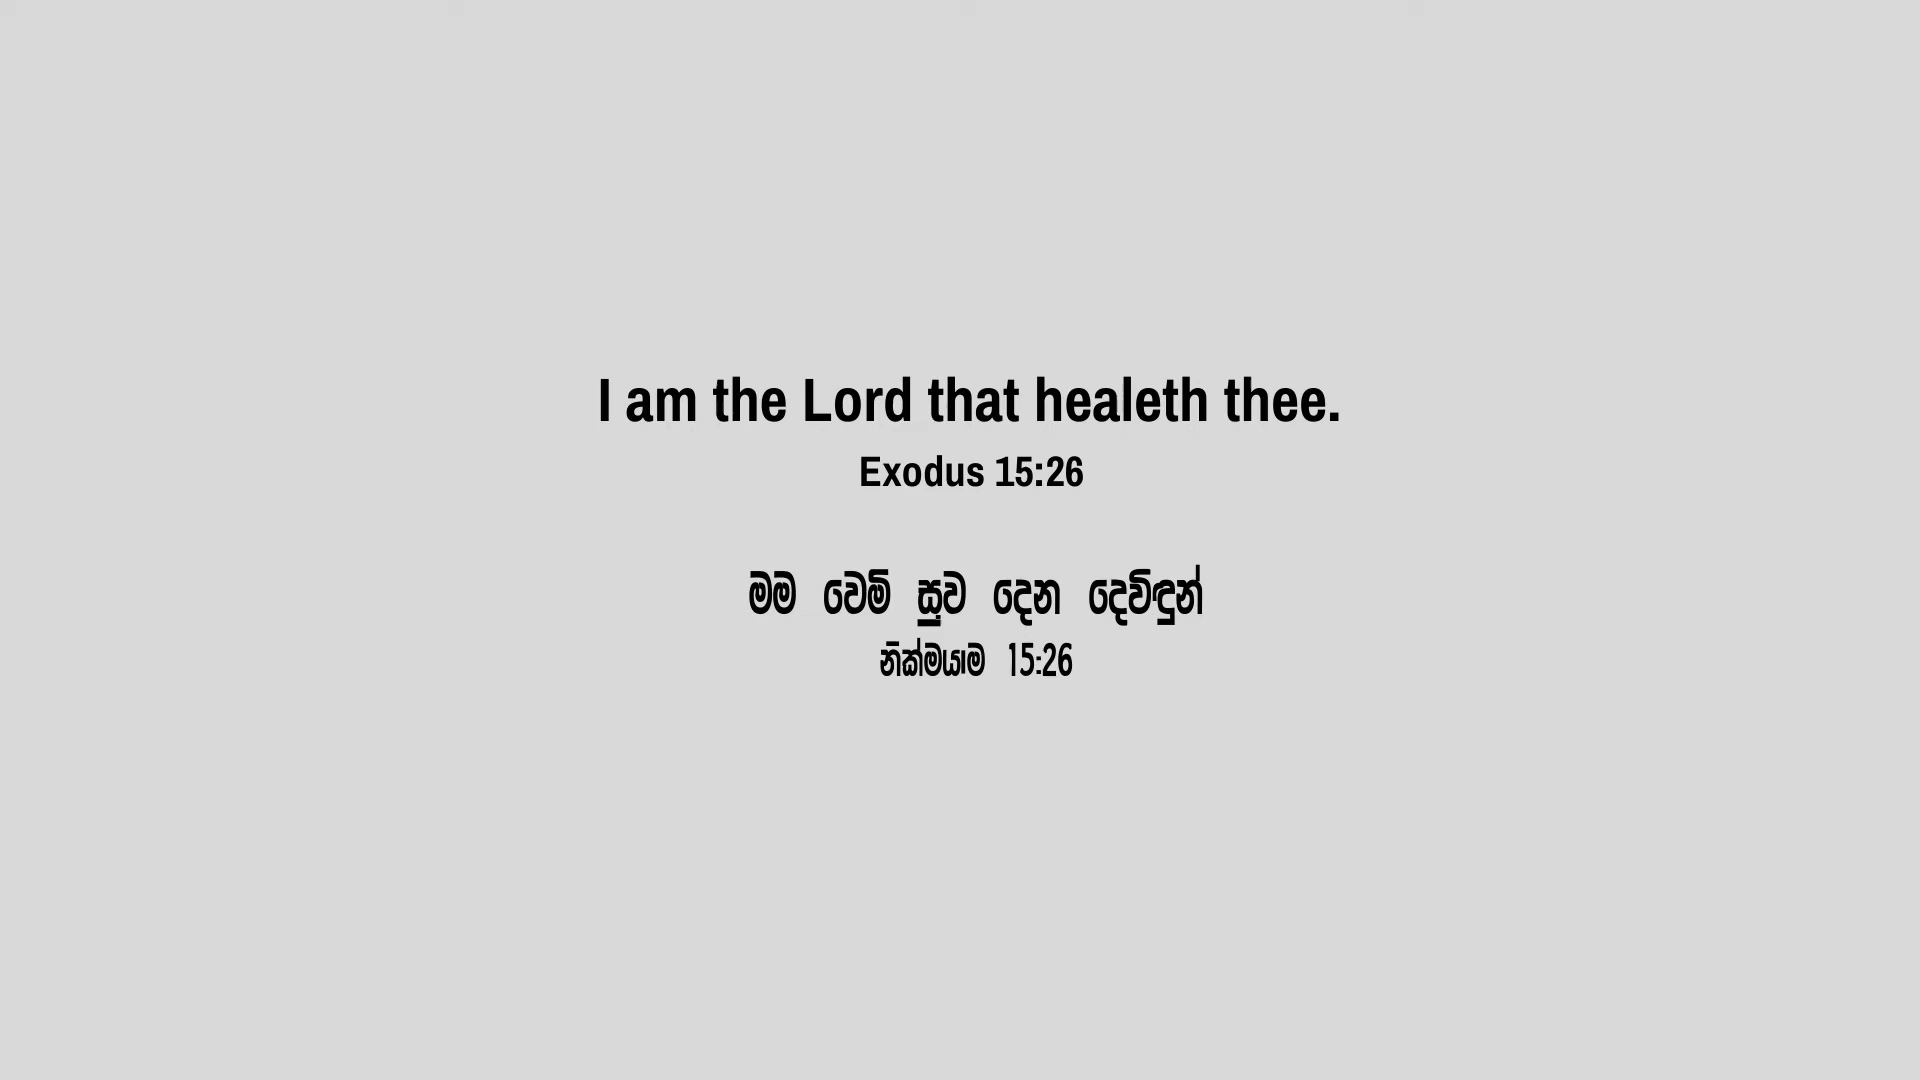 I am the Lord that healeth thee.
Exodus 15:26
මම වෙමි සුව දෙන දෙවිඳුන්
නික්මයාම 15:26